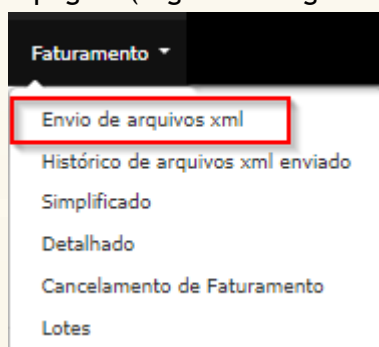 Faturamento
Envio de arquivos xml
Histórico de arquivos xml enviado
Simplificado
Detalhado
Cancelamento de Faturamento
Lotes